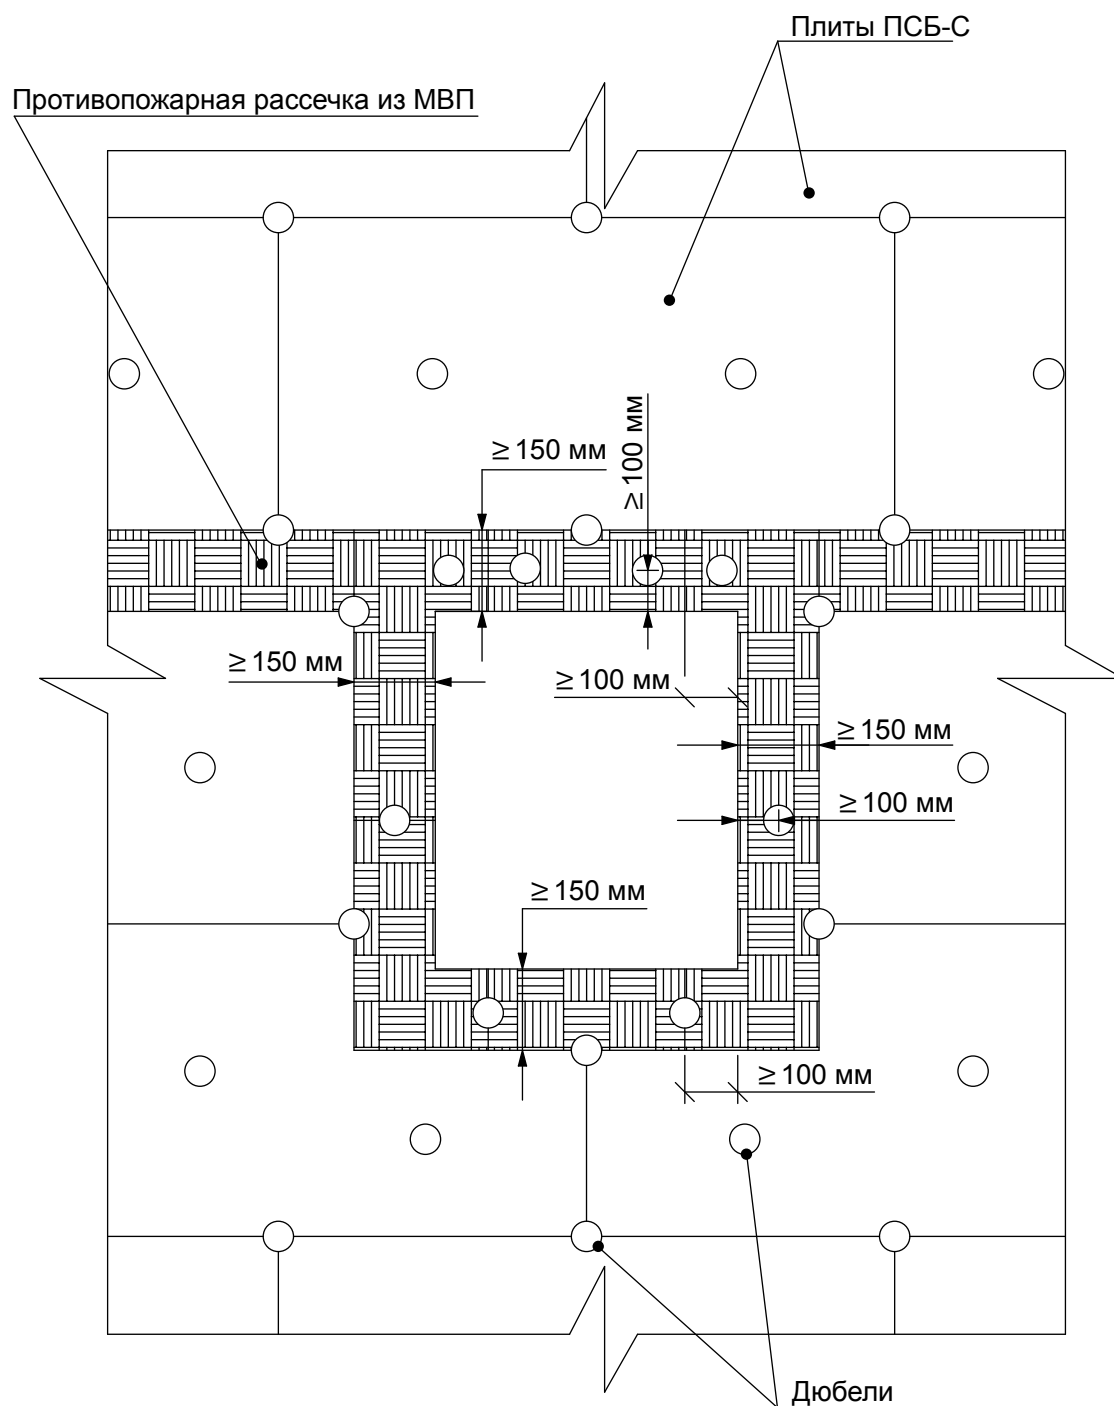 Плиты ПСБ-С
Противопожарная рассечка из МВП
≥ 150 мм
≥ 100 мм
≥ 150 мм
≥ 100 мм
≥ 150 мм
≥ 100 мм
≥ 150 мм
≥ 100 мм
Дюбели